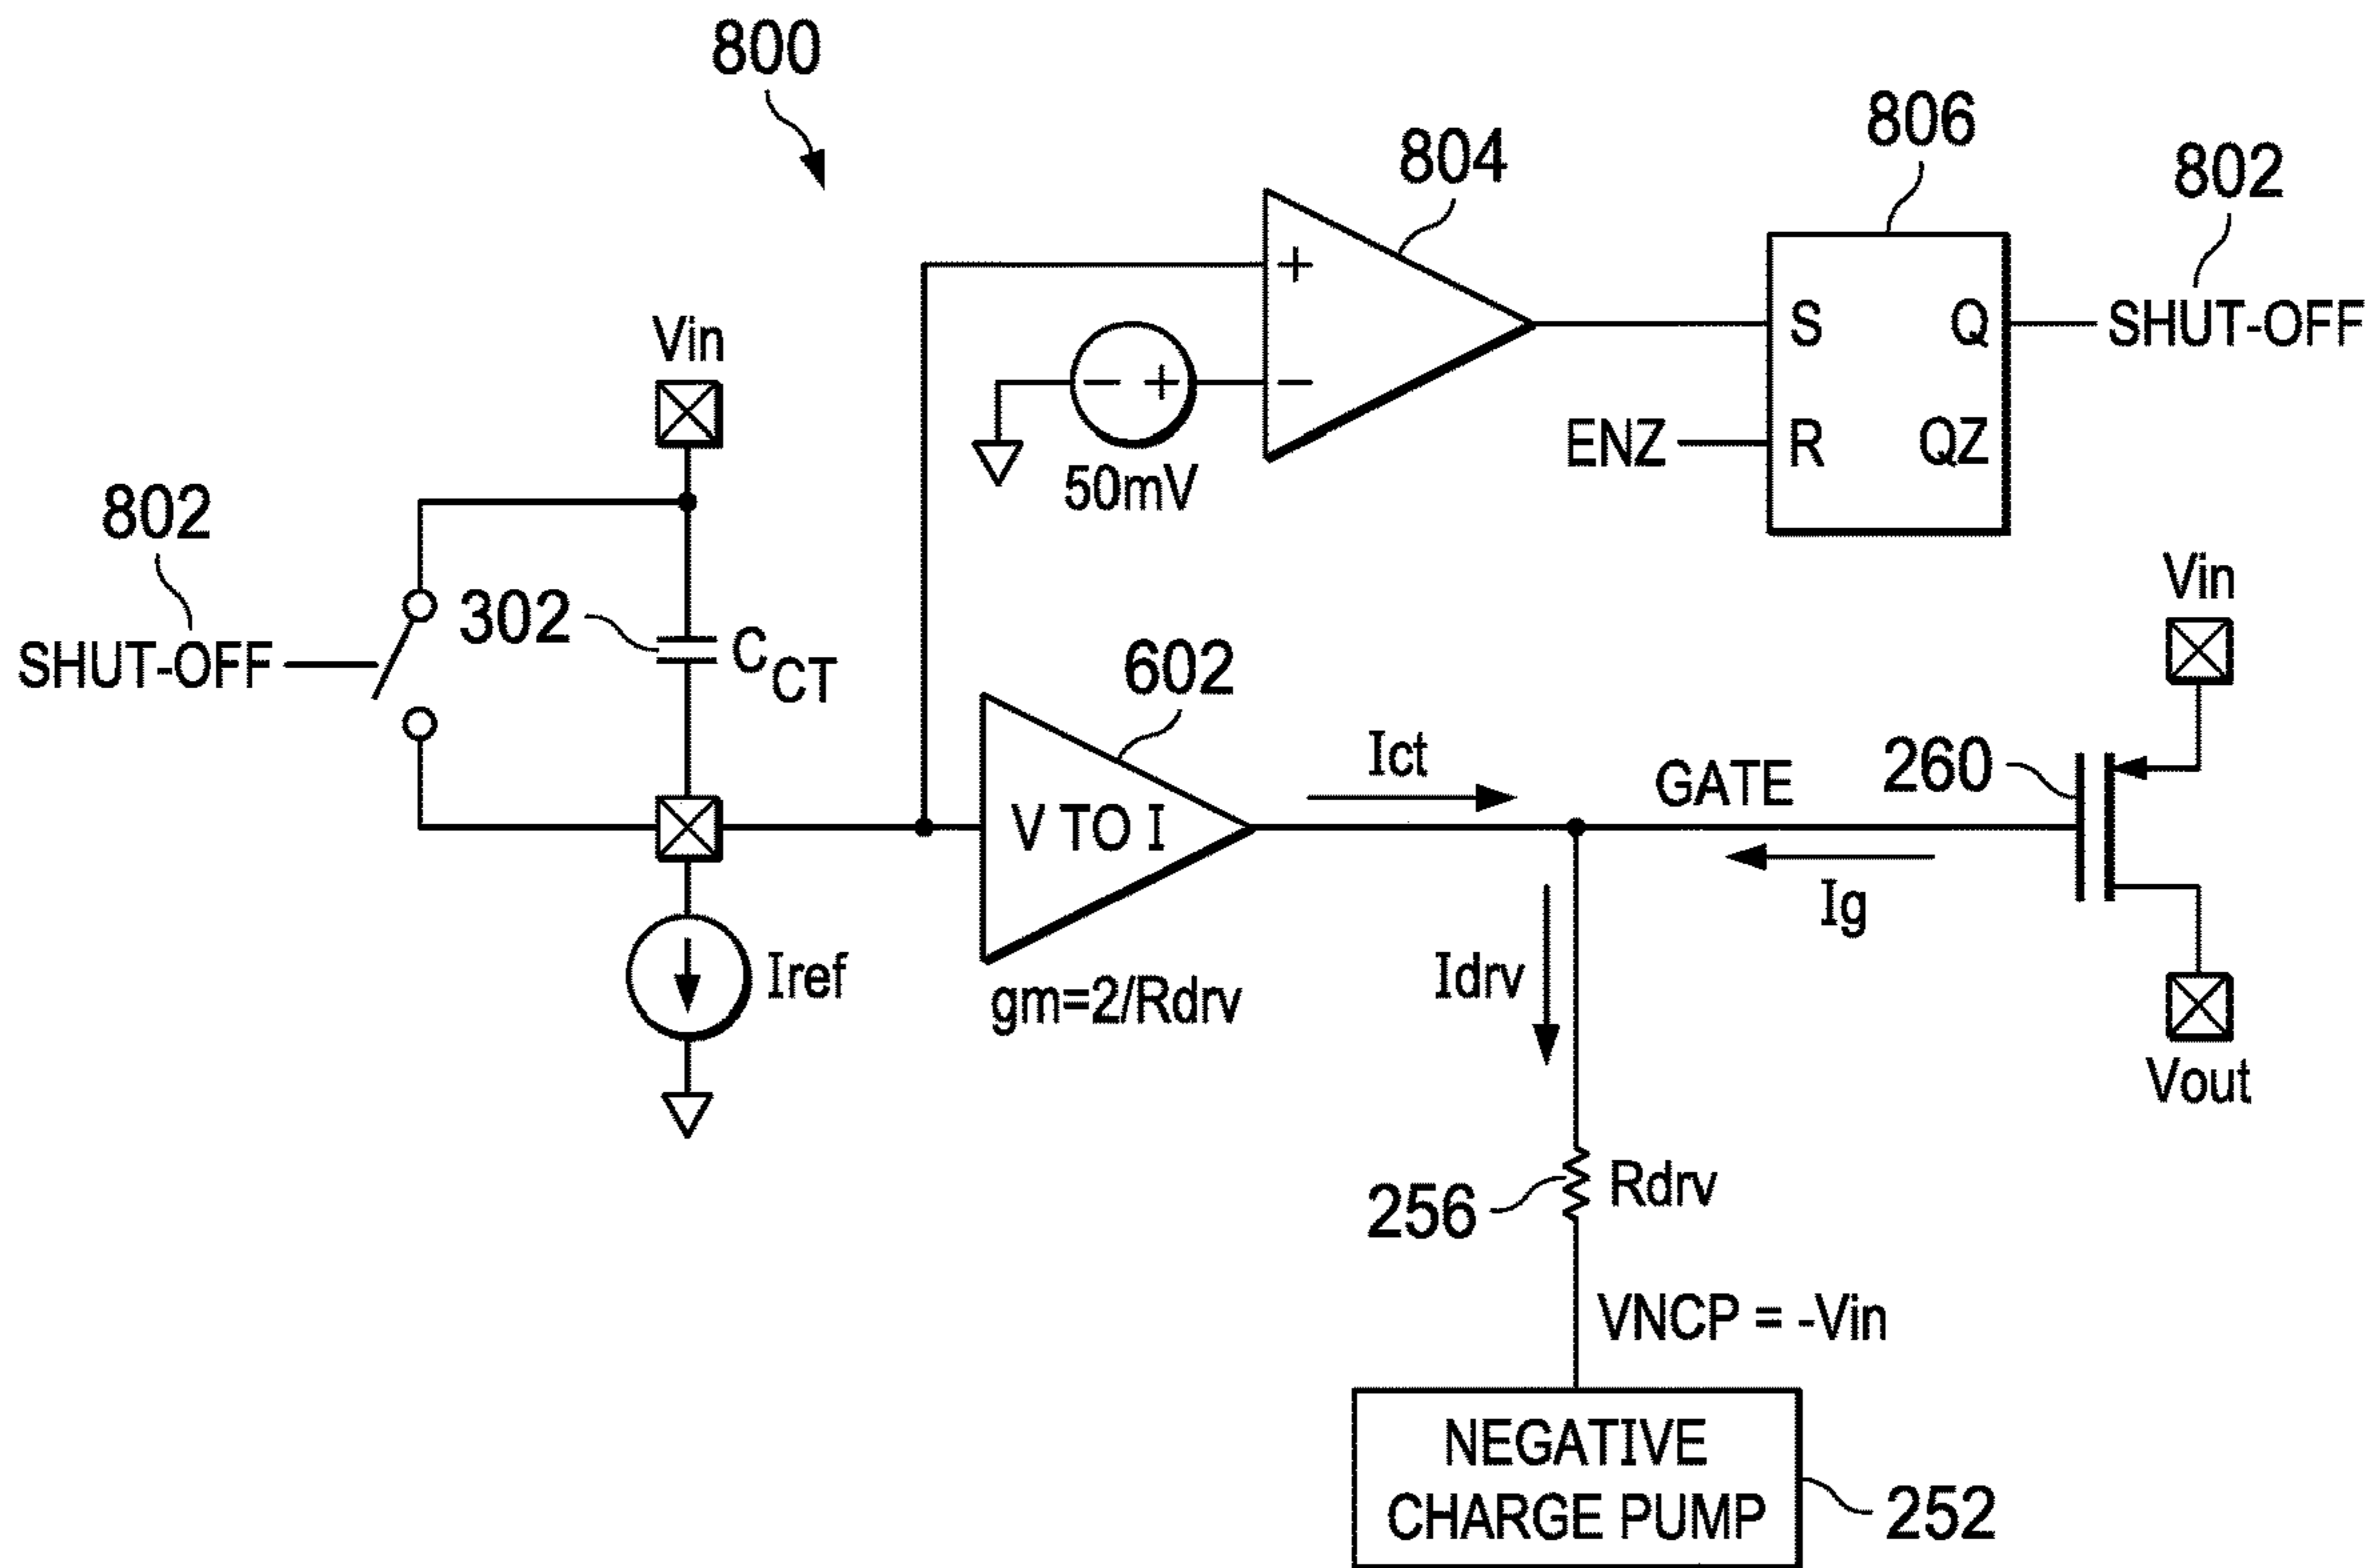 800
804
806
802
SHUT-OFF
+
−
S
Q
R
QZ
ENZ
− +
50mV
Vin
802
SHUT-OFF
302
CCT
Iref
602
V TO I
gm=2/Rdrv
Ict
GATE
Ig
Idrv
260
Vin
Vout
256
Rdrv
VNCP = -Vin
NEGATIVE
CHARGE PUMP
252